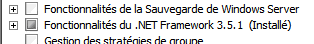 Fonctionnalités de la Sauvegarde de Windows Server
Fonctionnalités du .NET Framework 3.5.1 (Installé)
Gestion des stratégies de groupe